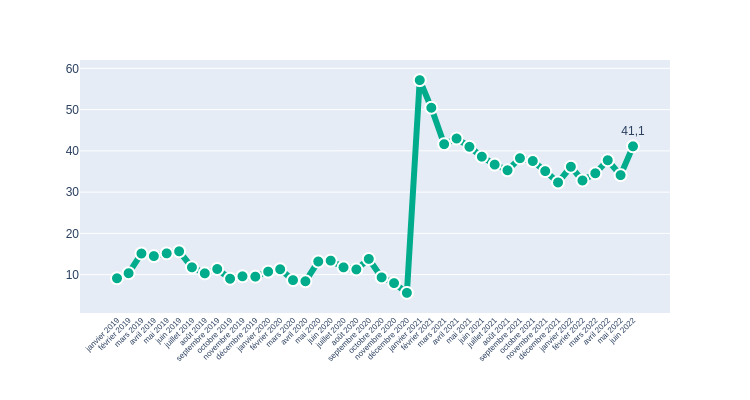 60
50
41,1
40
30
20
10
janvier 2019
février 2019
mars 2019
avril 2019
mai 2019
juin 2019
juillet 2019
août 2019
septembre 2019
octobre 2019
novembre 2019
décembre 2019
janvier 2020
février 2020
mars 2020
avril 2020
mai 2020
juin 2020
juillet 2020
août 2020
septembre 2020
octobre 2020
novembre 2020
décembre 2020
janvier 2021
février 2021
mars 2021
avril 2021
mai 2021
juin 2021
juillet 2021
août 2021
septembre 2021
octobre 2021
novembre 2021
décembre 2021
janvier 2022
février 2022
mars 2022
avril 2022
mai 2022
juin 2022